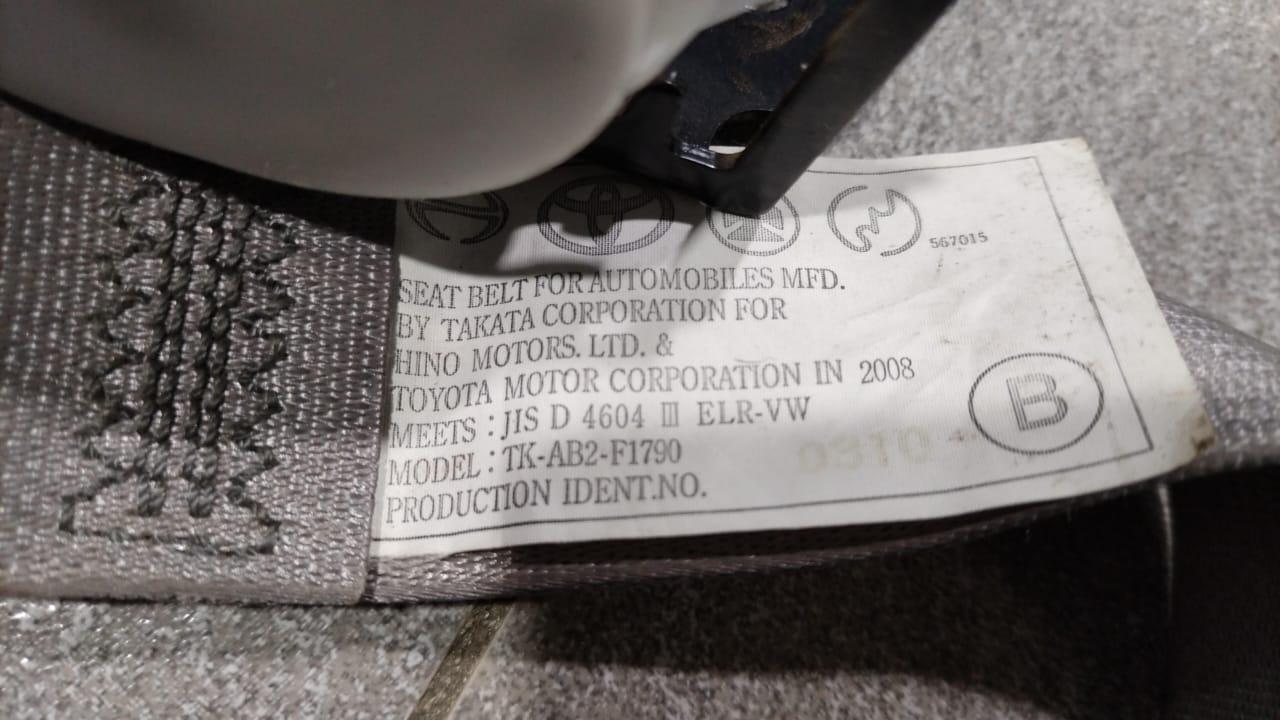 567015
SEAT BELT FOR AUTOMOBILES MFD.
BY TAKATA CORPORATION FOR
HINO MOTORS. LTD. &
TOYOTA MOTOR CORPORATION IN 2008
MEETS : JIS D 4604 Ⅲ ELR-VW
B
MODEL : TK-AB2-F1790
PRODUCTION IDENT.NO.